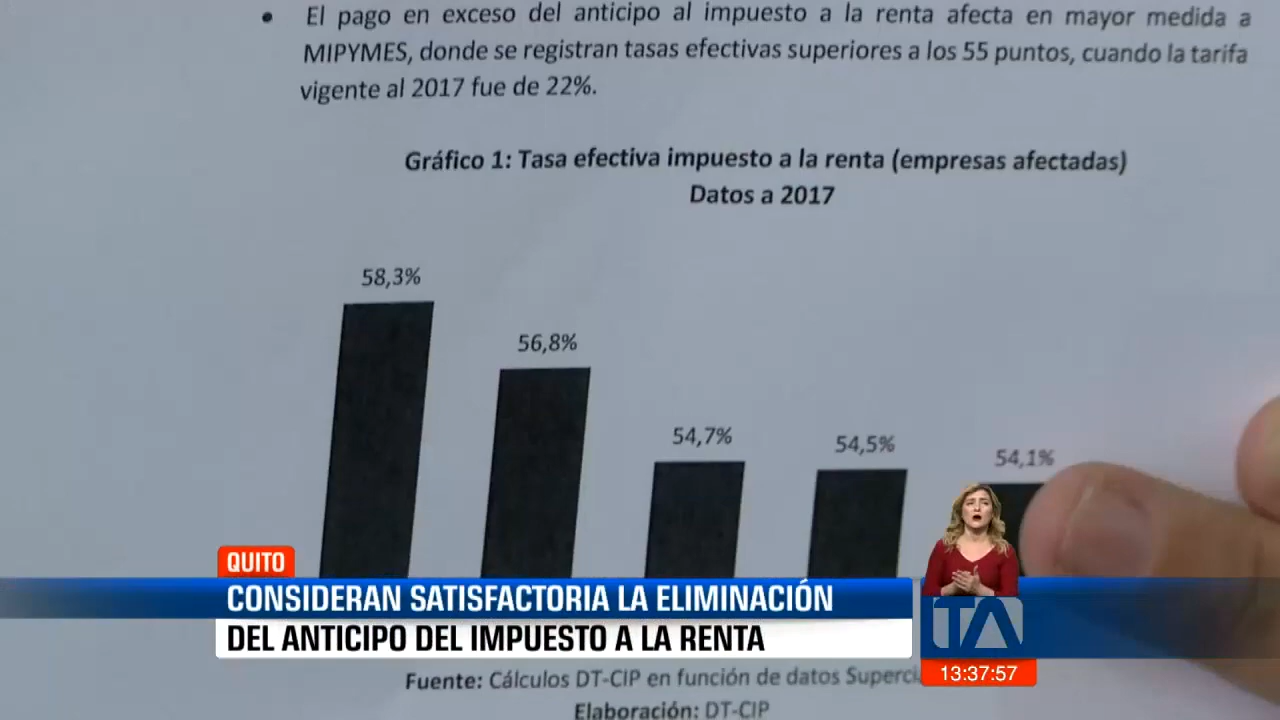 • El pago en exceso del anticipo al impuesto a la renta afecta en mayor medida a
MIPYMES, donde se registran tasas efectivas superiores a los 55 puntos, cuando la tarifa
vigente al 2017 fue de 22%.
Gráfico 1: Tasa efectiva impuesto a la renta (empresas afectadas)
Datos a 2017
58,3%
56,8%
54,7%
54,5%
54,1%
QUITO
CONSIDERAN SATISFACTORIA LA ELIMINACIÓN
DEL ANTICIPO DEL IMPUESTO A LA RENTA
TA
13:37:57
Fuente: Cálculos DT-CIP en función de datos
Elaboración: DT-CIP